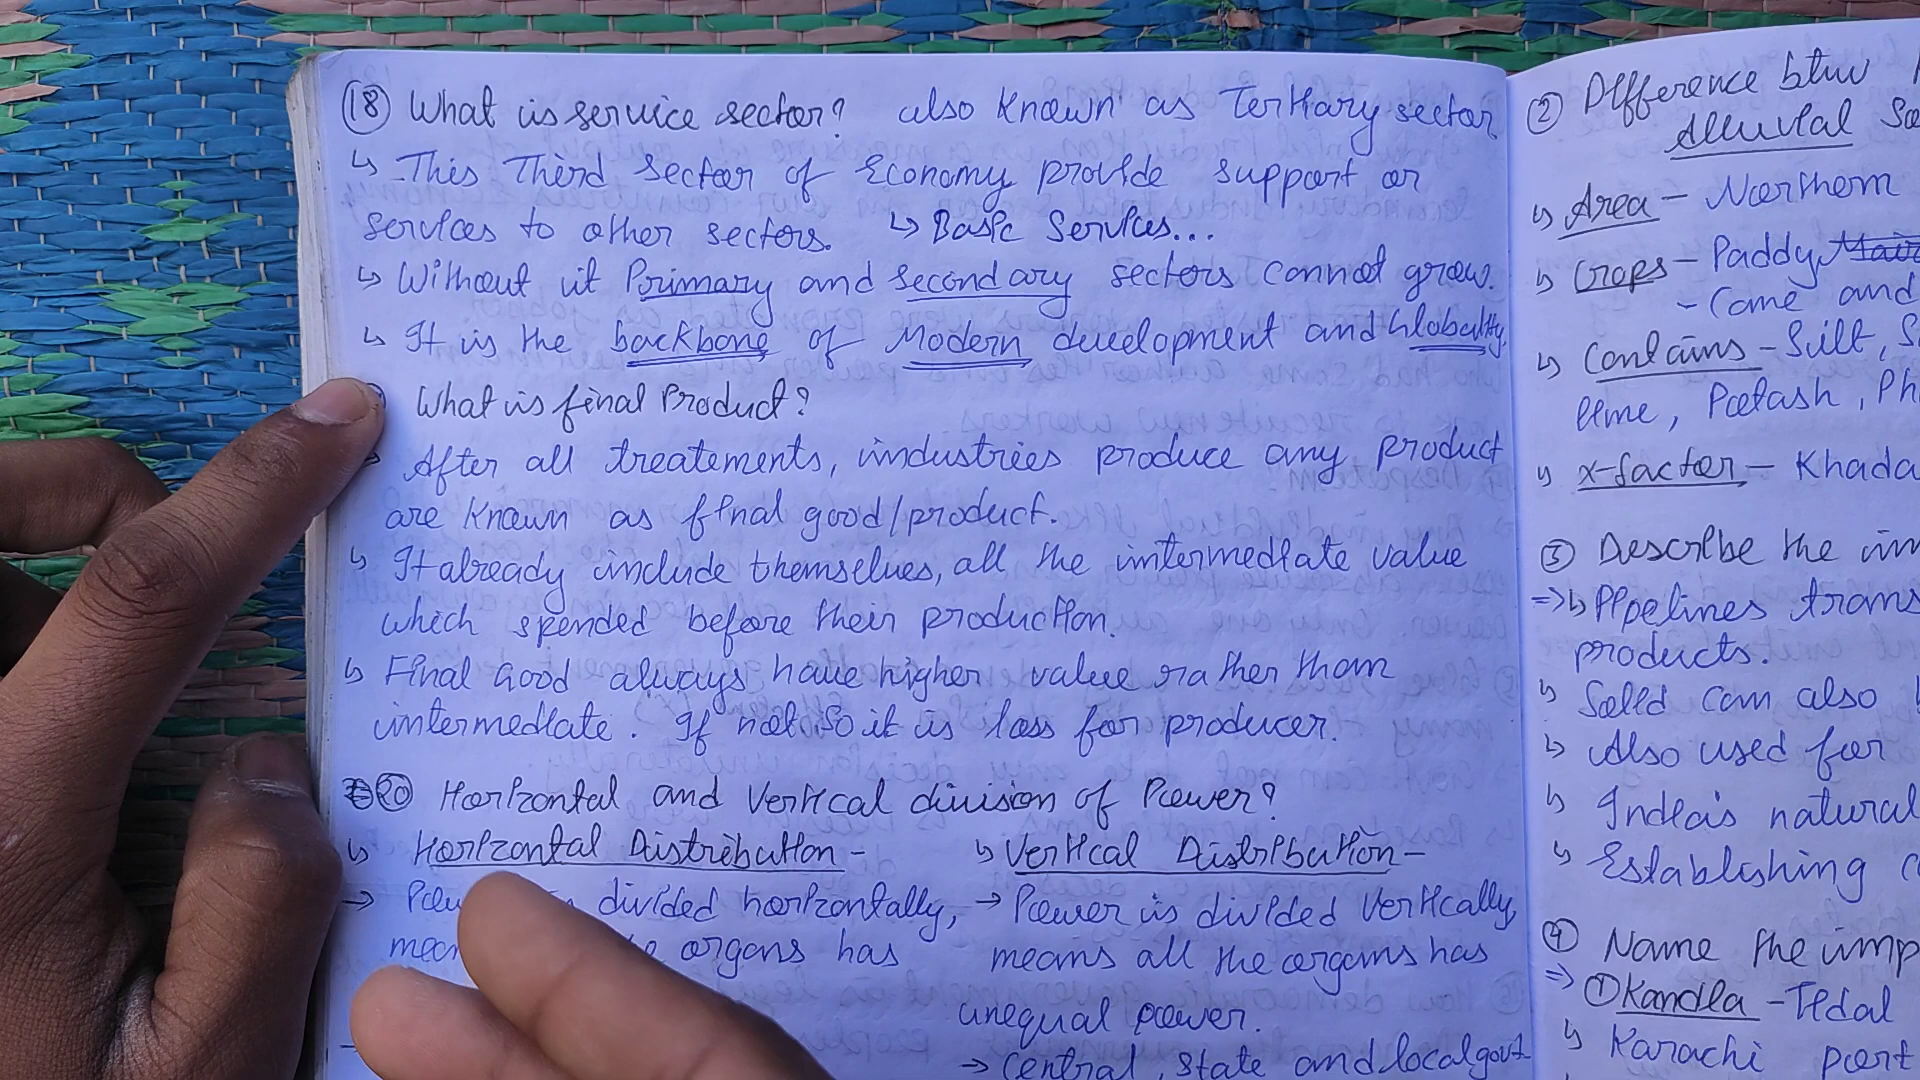 18 What is service sector? also Known as Tertiary sector
↳ This Third Sector of Economy provide support or
services to other sectors. ↳ Basic Services...
↳ Without it Primary and secondary sectors cannot grow.
↳ It is the backbone of Modern development and
What is final Product?
After all treatements, industries produce any product
are Known as final good/product.
↳ It already include themselves, all the intermediate value
which spended before their production.
↳ Final Good always have higher value rather than
intermediate. If not so it is loss for producer.
20 Horizontal and Vertical division of Power?
↳ Horizontal Distribution - ↳ Vertical Distribution -
→ divided horizontally, → Power is divided Vertically,
organs has means all the organs has
unequal power.
→ Central, State and local govt
2 Difference btw
Alluvial
↳ Area - Northern
↳ Crops - Paddy,
- Cane and
↳ Contains - Silt,
lime, Potash,
↳ x-factor -
3 Describe the
⇒ ↳ Pipelines
products.
↳ Solid can also
↳ Also used for
↳ India's natural
↳ Establishing
4 Name the
⇒ 1 Kandla - Tidal
↳ Karachi port